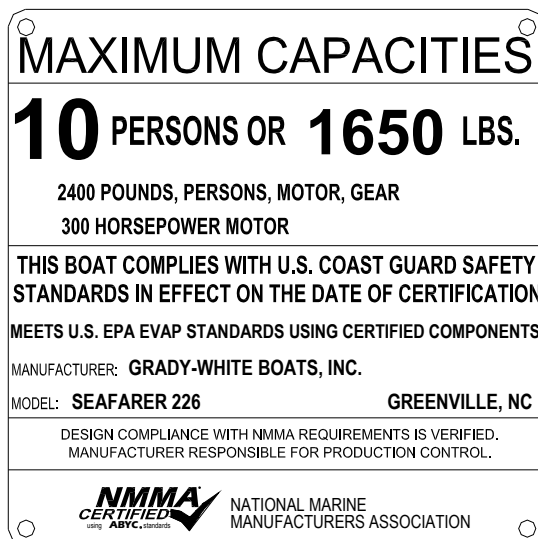 MAXIMUM CAPACITIES
10 PERSONS OR 1650 LBS.
2400 POUNDS, PERSONS, MOTOR, GEAR
300 HORSEPOWER MOTOR
THIS BOAT COMPLIES WITH U.S. COAST GUARD SAFETY
STANDARDS IN EFFECT ON THE DATE OF CERTIFICATION
MEETS U.S. EPA EVAP STANDARDS USING CERTIFIED COMPONENTS
MANUFACTURER: GRADY-WHITE BOATS, INC.
MODEL: SEAFARER 226 GREENVILLE, NC
DESIGN COMPLIANCE WITH NMMA REQUIREMENTS IS VERIFIED.
MANUFACTURER RESPONSIBLE FOR PRODUCTION CONTROL.
NMMA
CERTIFIED
using ABYC, standards
NATIONAL MARINE
MANUFACTURERS ASSOCIATION